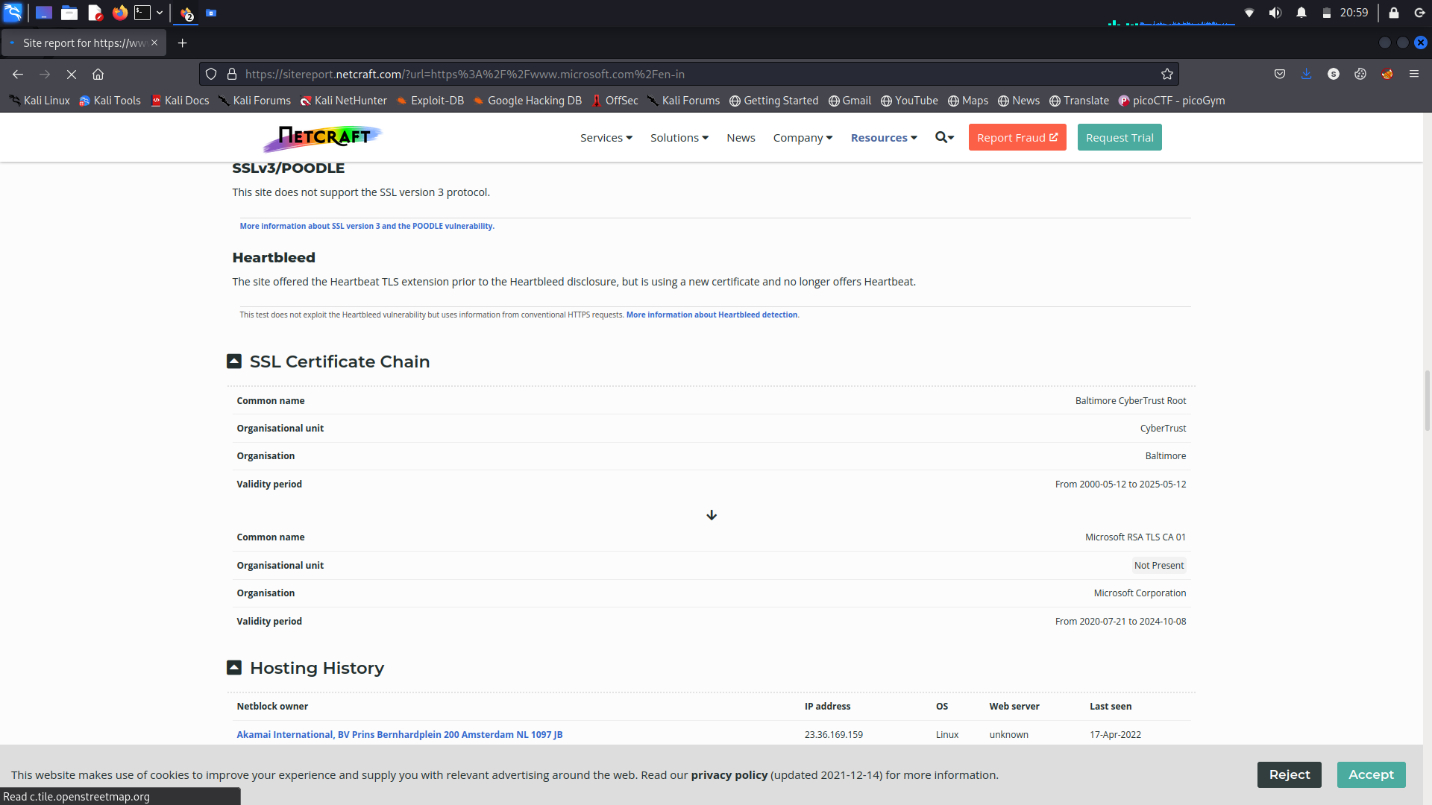 20:59
Site report for https://ww
https://sitereport.netcraft.com/?url=https%3A%2F%2Fwww.microsoft.com%2Fen-in
Kali Linux Kali Tools Kali Docs Kali Forums Kali NetHunter Exploit-DB Google Hacking DB OffSec Kali Forums Getting Started Gmail YouTube Maps News Translate picoCTF - picoGym
NETCRAFT Services Solutions News Company Resources Report Fraud Request Trial
SSLv3/POODLE
This site does not support the SSL version 3 protocol.
More information about SSL version 3 and the POODLE vulnerability.
Heartbleed
The site offered the Heartbeat TLS extension prior to the Heartbleed disclosure, but is using a new certificate and no longer offers Heartbeat.
This test does not exploit the Heartbleed vulnerability but uses information from conventional HTTPS requests. More information about Heartbleed detection.
SSL Certificate Chain
Common name Baltimore CyberTrust Root
Organisational unit CyberTrust
Organisation Baltimore
Validity period From 2000-05-12 to 2025-05-12
Common name Microsoft RSA TLS CA 01
Organisational unit Not Present
Organisation Microsoft Corporation
Validity period From 2020-07-21 to 2024-10-08
Hosting History
Netblock owner IP address OS Web server Last seen
Akamai International, BV Prins Bernhardplein 200 Amsterdam NL 1097 JB 23.36.169.159 Linux unknown 17-Apr-2022
This website makes use of cookies to improve your experience and supply you with relevant advertising around the web. Read our privacy policy (updated 2021-12-14) for more information. Reject Accept
Read c.tile.openstreetmap.org